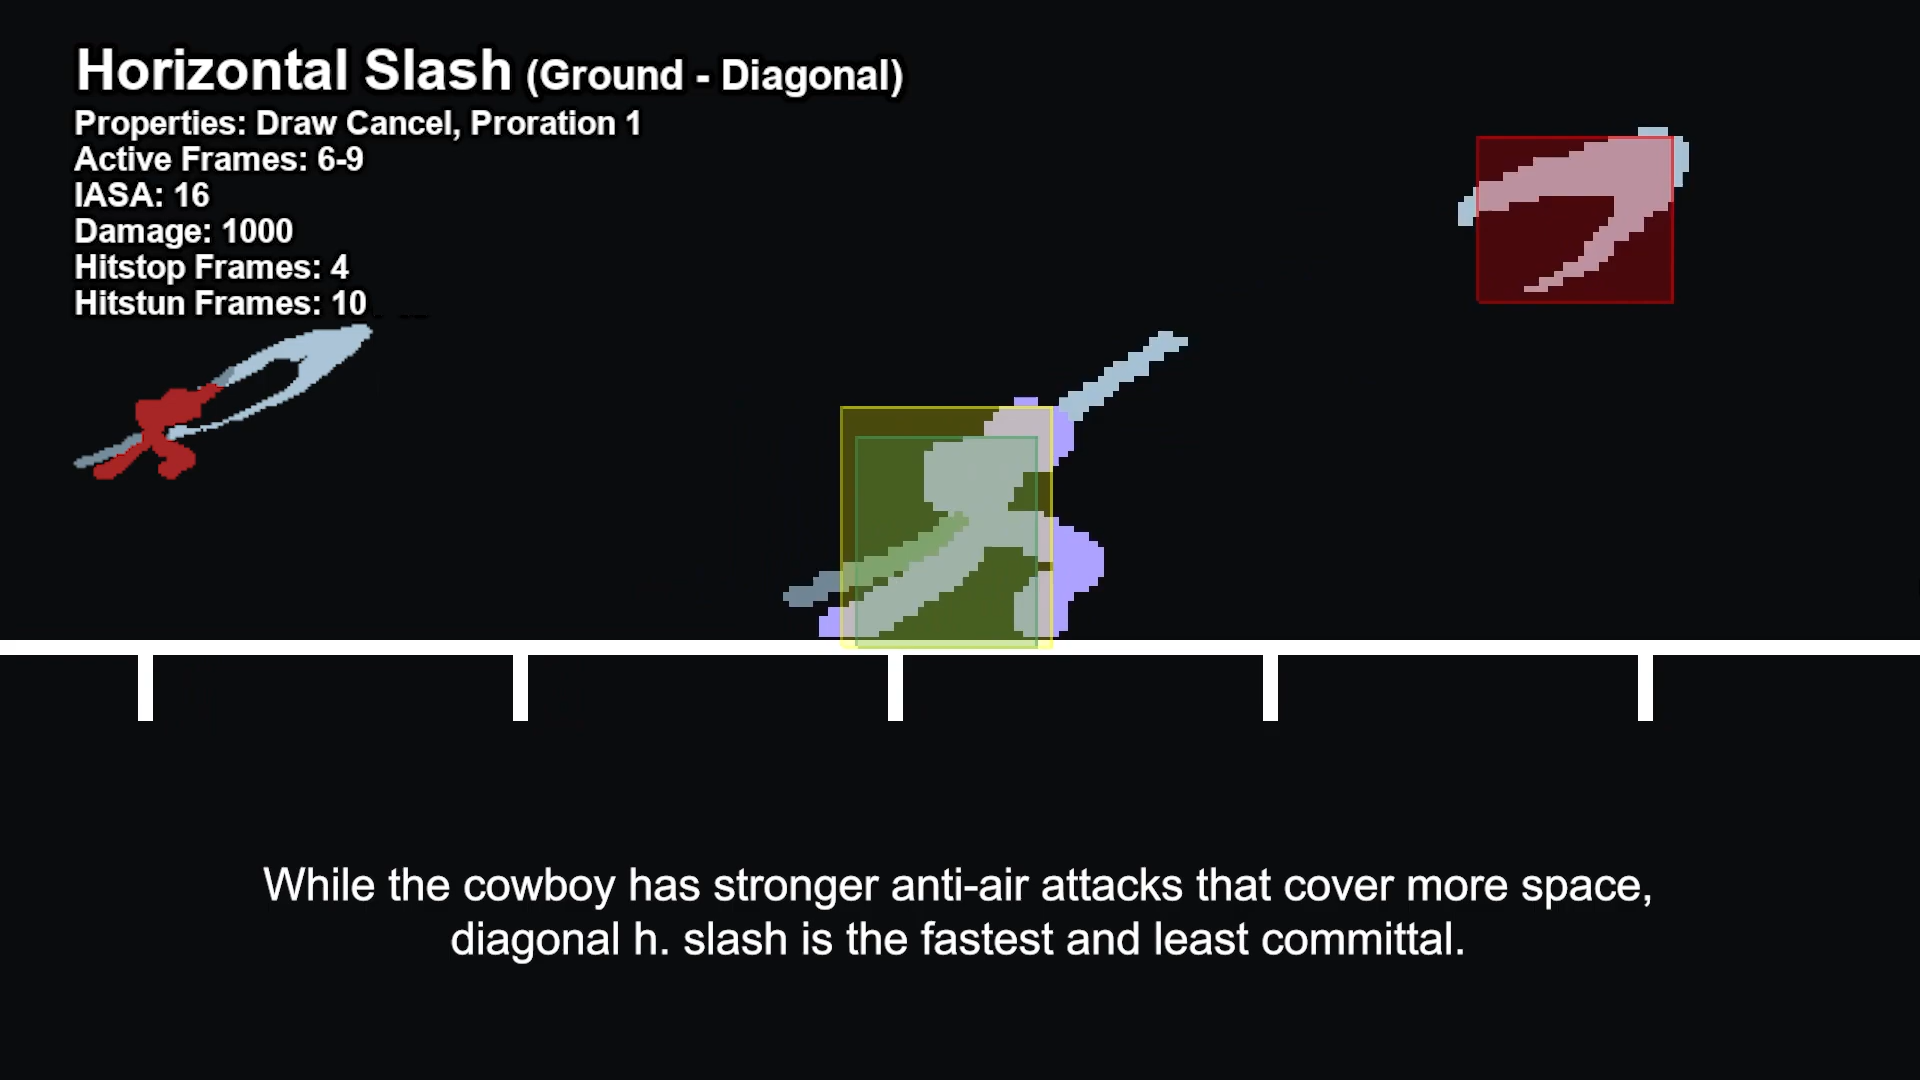 Horizontal Slash (Ground - Diagonal)
Properties: Draw Cancel, Proration 1
Active Frames: 6-9
IASA: 16
Damage: 1000
Hitstop Frames: 4
Hitstun Frames: 10
While the cowboy has stronger anti-air attacks that cover more space,
diagonal h. slash is the fastest and least committal.